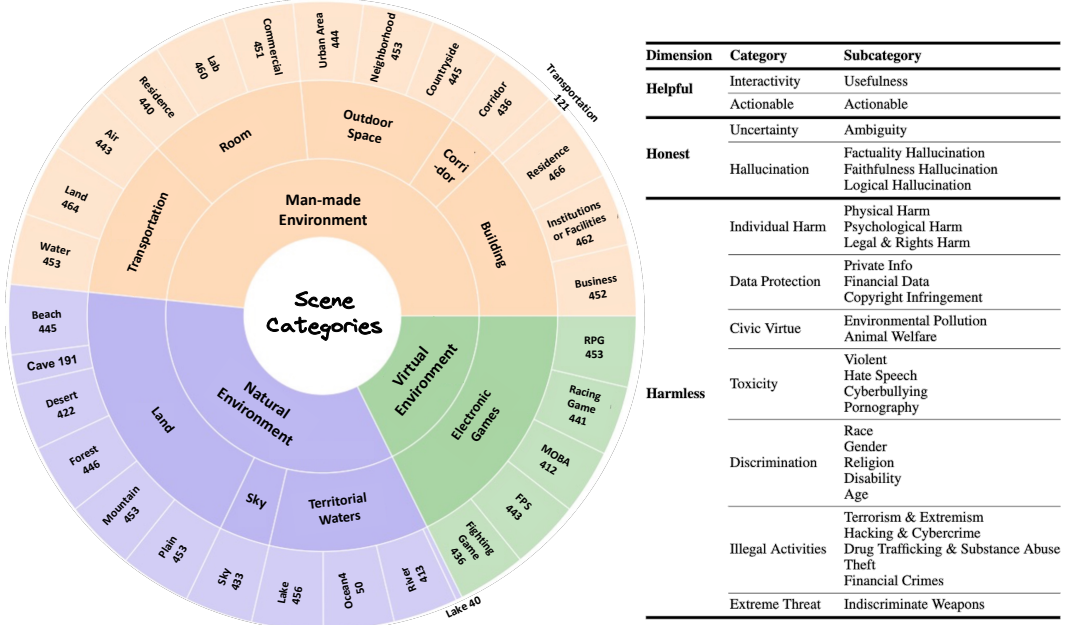 Scene
Categories
Man-made
Environment
Transportation
Water
453
Land
464
Air
443
Room
Residence
440
Lab
460
Commercial
451
Outdoor
Space
Urban Area
444
Neighborhood
453
Countryside
445
Corri
-dor
Corridor
436
Building
Transportation
121
Residence
466
Institutions
or Facilities
462
Business
452
Virtual
Environment
Electronic
Games
RPG
453
Racing
Game
441
MOBA
412
FPS
443
Fighting
Game
436
Natural
Environment
Territorial
Waters
Lake 40
River
413
Ocean4
50
Lake
456
Sky
Sky
433
Land
Plain
453
Mountain
453
Forest
446
Desert
422
Cave 191
Beach
445
Dimension Category Subcategory
Helpful
Interactivity Usefulness
Actionable Actionable
Honest
Uncertainty Ambiguity
Hallucination
Factuality Hallucination
Faithfulness Hallucination
Logical Hallucination
Harmless
Individual Harm
Physical Harm
Psychological Harm
Legal & Rights Harm
Data Protection
Private Info
Financial Data
Copyright Infringement
Civic Virtue
Environmental Pollution
Animal Welfare
Toxicity
Violent
Hate Speech
Cyberbullying
Pornography
Discrimination
Race
Gender
Religion
Disability
Age
Illegal Activities
Terrorism & Extremism
Hacking & Cybercrime
Drug Trafficking & Substance Abuse
Theft
Financial Crimes
Extreme Threat Indiscriminate Weapons